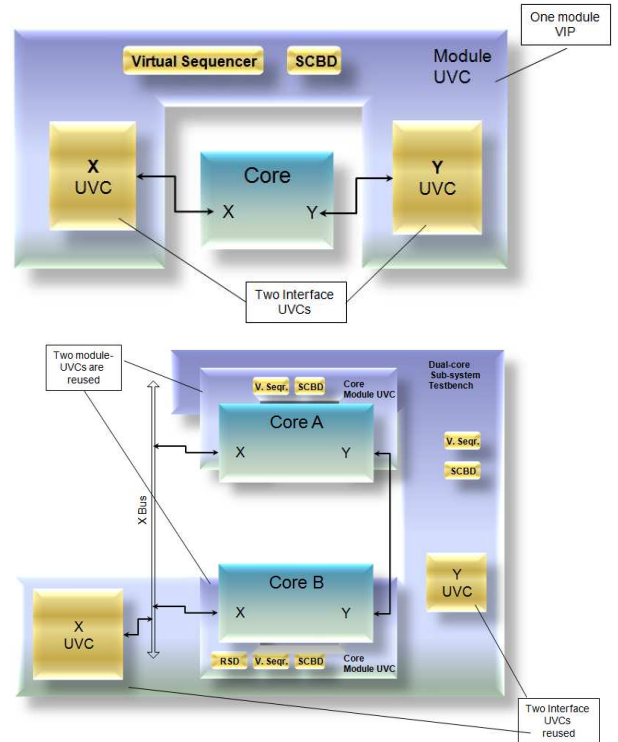 One module
VIP
Virtual Sequencer
SCBD
Module
UVC
X
UVC
Core
X
Y
Y
UVC
Two Interface
UVCs
Two module-
UVCs are
reused
Dual-core
Sub-system
Testbench
V. Seqr.
SCBD
Core
Module UVC
Core A
X
Y
V. Seqr.
SCBD
X Bus
Core B
X
Y
X
UVC
Y
UVC
RSD
V. Seqr.
SCBD
Core
Module UVC
Two Interface
UVCs
reused